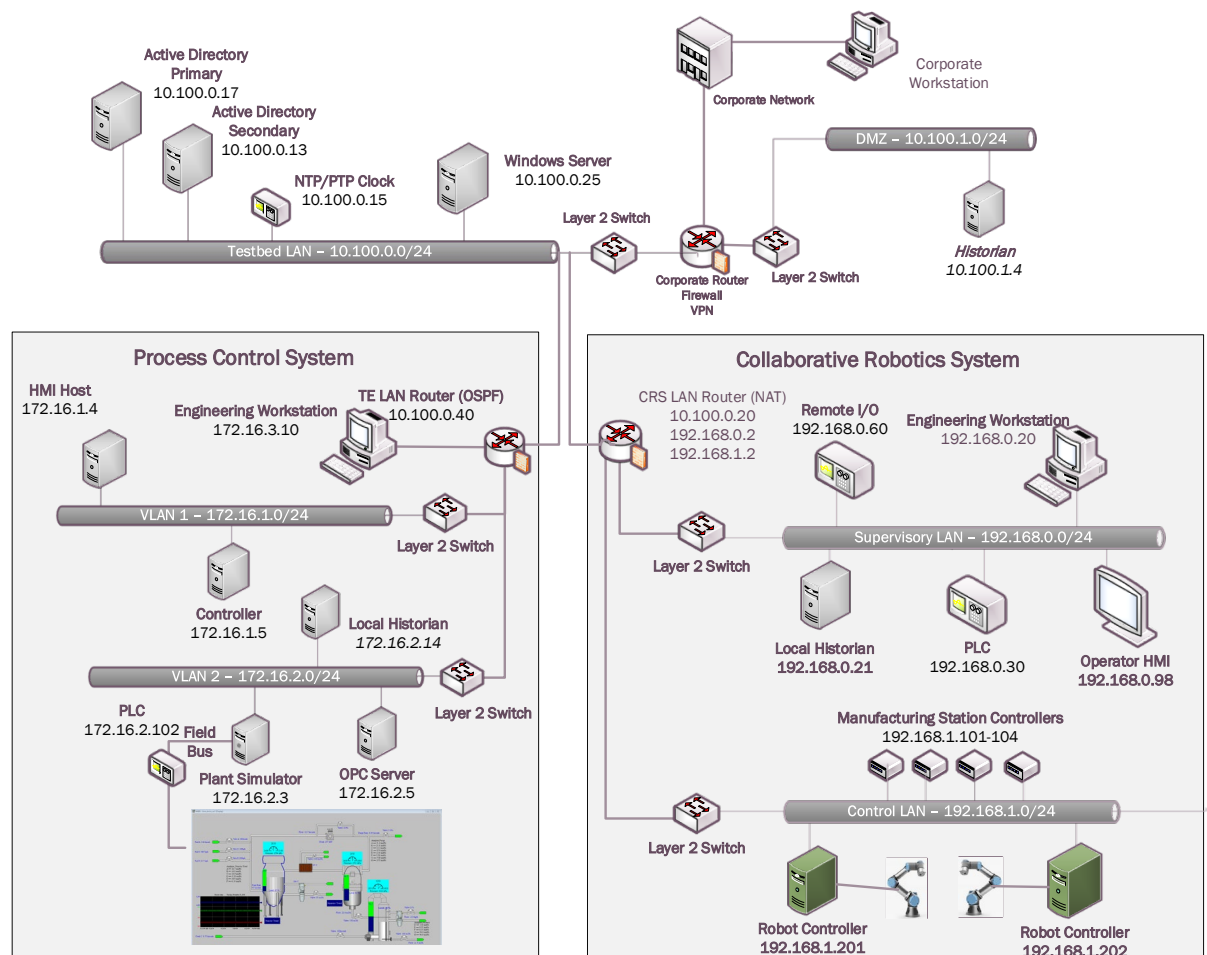 Active Directory
Primary
10.100.0.17
Active Directory
Secondary
10.100.0.13
NTP/PTP Clock
10.100.0.15
Windows Server
10.100.0.25
Testbed LAN – 10.100.0.0/24
Layer 2 Switch
Corporate Network
Corporate
Workstation
DMZ – 10.100.1.0/24
Historian
10.100.1.4
Corporate Router
Firewall
VPN
Layer 2 Switch
Process Control System
HMI Host
172.16.1.4
Engineering Workstation
172.16.3.10
TE LAN Router (OSPF)
10.100.0.40
VLAN 1 – 172.16.1.0/24
Layer 2 Switch
Controller
172.16.1.5
Local Historian
172.16.2.14
VLAN 2 – 172.16.2.0/24
Layer 2 Switch
PLC
172.16.2.102
Field
Bus
Plant Simulator
172.16.2.3
OPC Server
172.16.2.5
Collaborative Robotics System
CRS LAN Router (NAT)
10.100.0.20
192.168.0.2
192.168.1.2
Remote I/O
192.168.0.60
Engineering Workstation
192.168.0.20
Supervisory LAN – 192.168.0.0/24
Layer 2 Switch
Local Historian
192.168.0.21
PLC
192.168.0.30
Operator HMI
192.168.0.98
Manufacturing Station Controllers
192.168.1.101-104
Control LAN – 192.168.1.0/24
Layer 2 Switch
Robot Controller
192.168.1.201
Robot Controller
192.168.1.202